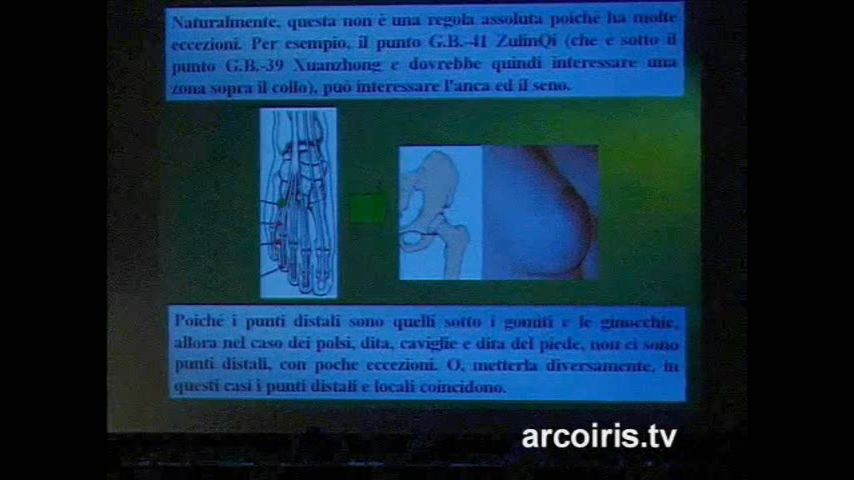 Naturalmente, questa non è una regola assoluta poiché ha molte
eccezioni. Per esempio, il punto G.B.-41 ZulinQi (che è sotto il
punto G.B.-39 Xuanzhong e dovrebbe quindi interessare una
zona sopra il collo), può interessare l'anca ed il seno.
Poiché i punti distali sono quelli sotto i gomiti e le ginocchie,
allora nel caso dei polsi, dita, caviglie e dita del piede, non ci sono
punti distali, con poche eccezioni. O, metterla diversamente, in
questi casi i punti distali e locali coincidono.
arcoiris.tv